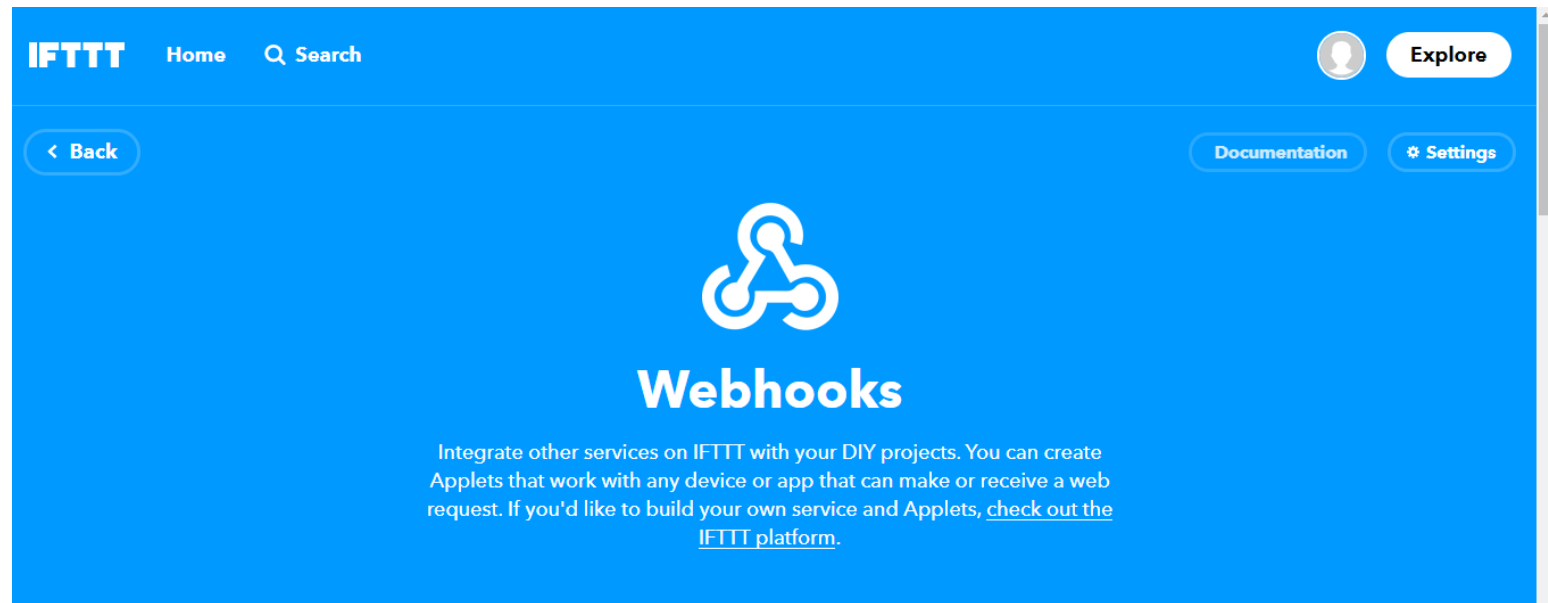 IFTTT Home Search Explore
Back Documentation Settings
Webhooks
Integrate other services on IFTTT with your DIY projects. You can create
Applets that work with any device or app that can make or receive a web
request. If you'd like to build your own service and Applets, check out the
IFTTT platform.